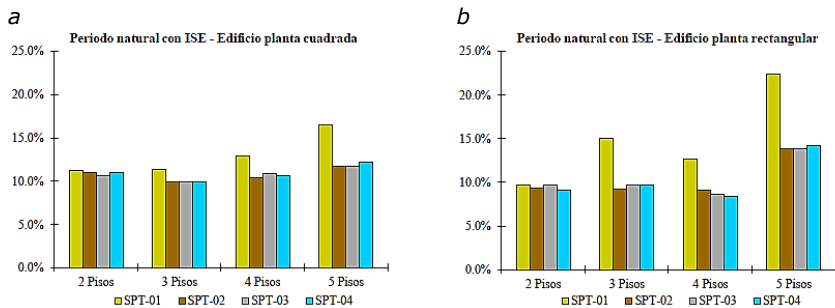 a
Periodo natural con ISE - Edificio planta cuadrada
25.0%
20.0%
15.0%
10.0%
5.0%
0.0%
2 Pisos 3 Pisos 4 Pisos 5 Pisos
SPT-01 SPT-02 SPT-03 SPT-04
b
Periodo natural con ISE - Edificio planta rectangular
25.0%
20.0%
15.0%
10.0%
5.0%
0.0%
2 Pisos 3 Pisos 4 Pisos 5 Pisos
SPT-01 SPT-02 SPT-03 SPT-04